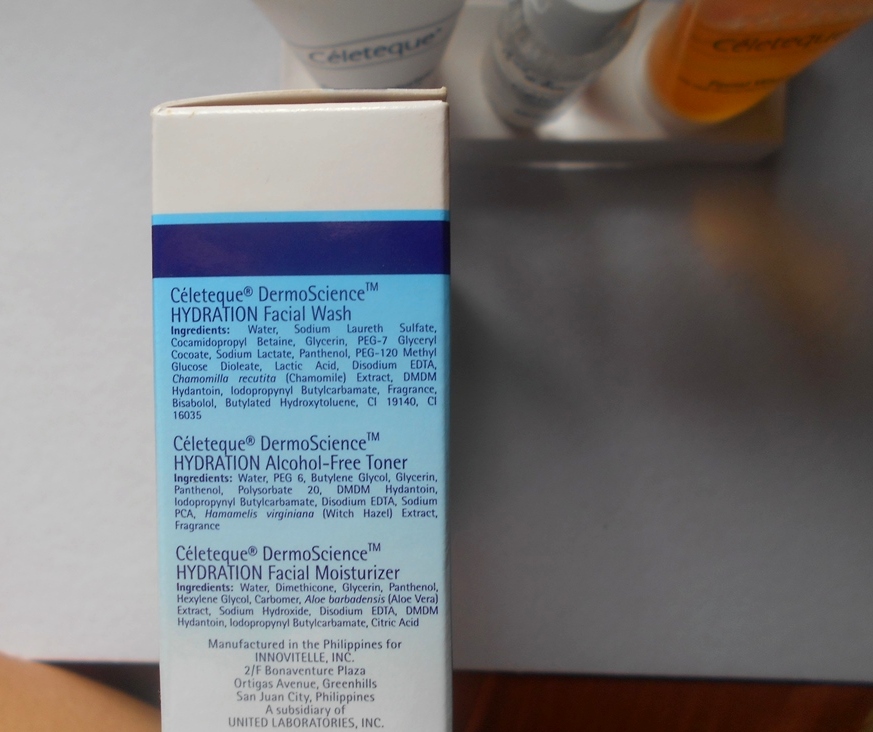 Céleteque®
Céleteque
Céleteque® DermoScience™
HYDRATION Facial Wash
Ingredients: Water, Sodium Laureth Sulfate,
Cocamidopropyl Betaine, Glycerin, PEG-7 Glyceryl
Cocoate, Sodium Lactate, Panthenol, PEG-120 Methyl
Glucose Dioleate, Lactic Acid, Disodium EDTA,
Chamomilla recutita (Chamomile) Extract, DMDM
Hydantoin, Iodopropynyl Butylcarbamate, Fragrance,
Bisabolol, Butylated Hydroxytoluene, CI 19140, CI
16035
Céleteque® DermoScience™
HYDRATION Alcohol-Free Toner
Ingredients: Water, PEG 6, Butylene Glycol, Glycerin,
Panthenol, Polysorbate 20, DMDM Hydantoin,
Iodopropynyl Butylcarbamate, Disodium EDTA, Sodium
PCA, Hamamelis virginiana (Witch Hazel) Extract,
Fragrance
Céleteque® DermoScience™
HYDRATION Facial Moisturizer
Ingredients: Water, Dimethicone, Glycerin, Panthenol,
Hexylene Glycol, Carbomer, Aloe barbadensis (Aloe Vera)
Extract, Sodium Hydroxide, Disodium EDTA, DMDM
Hydantoin, Iodopropynyl Butylcarbamate, Citric Acid
Manufactured in the Philippines for
INNOVITELLE, INC.
2/F Bonaventure Plaza
Ortigas Avenue, Greenhills
San Juan City, Philippines
A subsidiary of
UNITED LABORATORIES, INC.